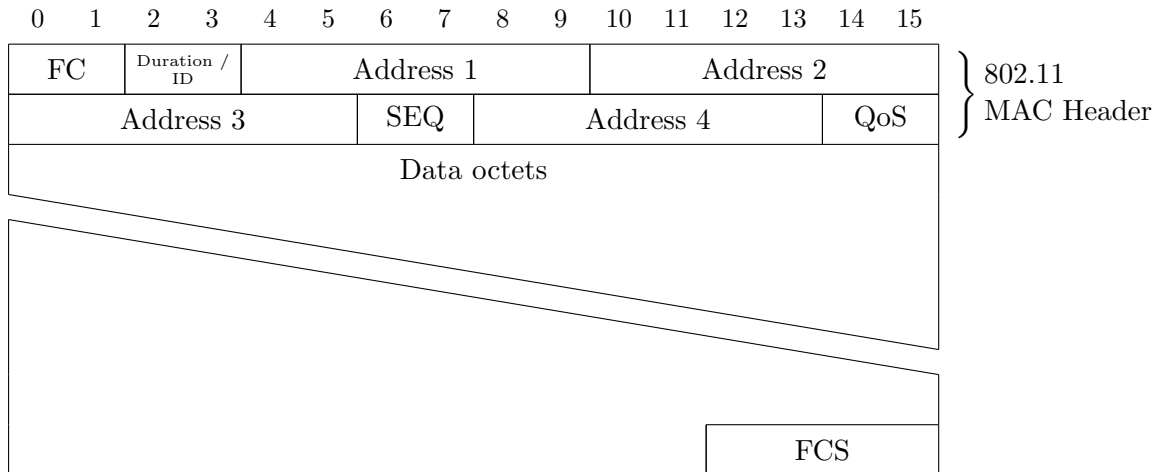 0 1 2 3 4 5 6 7 8 9 10 11 12 13 14 15
FC Duration / ID Address 1 Address 2
Address 3 SEQ Address 4 QoS
802.11
MAC Header
Data octets
FCS